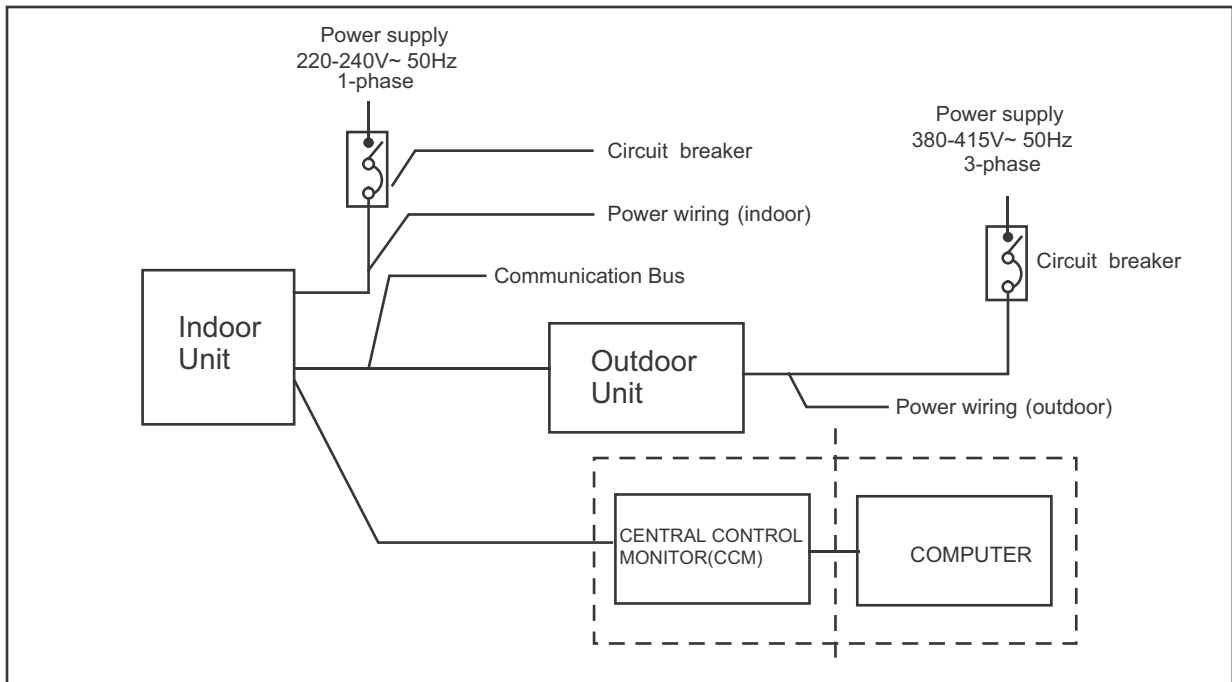 Power supply
220-240V~ 50Hz
1-phase
Power supply
380-415V~ 50Hz
3-phase
Circuit breaker
Power wiring (indoor)
Circuit breaker
Communication Bus
Indoor
Unit
Outdoor
Unit
Power wiring (outdoor)
CENTRAL CONTROL
MONITOR(CCM)
COMPUTER